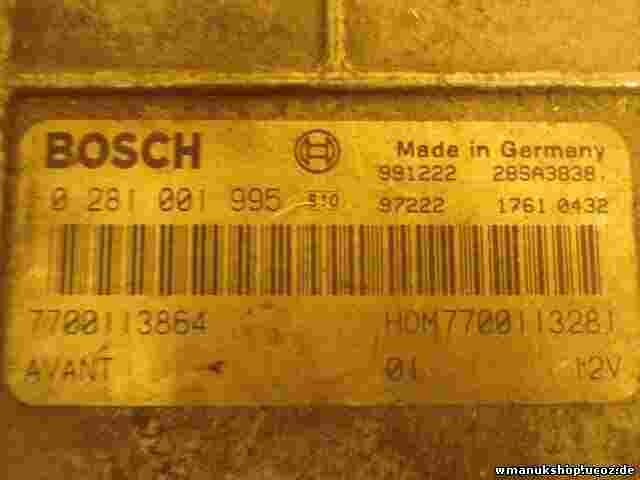 BOSCH Made in Germany
991222 28SA3838.
0 281 001 995 S10 97222 1761 0432
7700113864 HOM7700113281
AVANT 01 12V
wmanukshop.ucoz.de